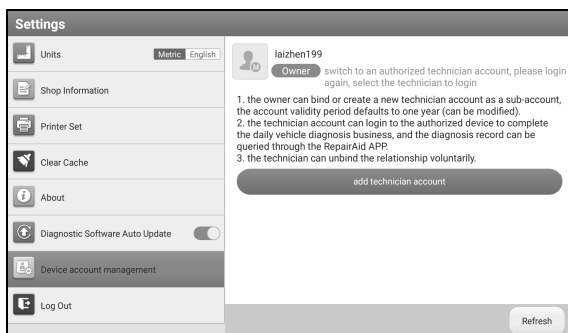 Settings
Units
Metric English
Shop Information
Printer Set
Clear Cache
About
Diagnostic Software Auto Update
Device account management
Log Out
laizhen199
Owner switch to an authorized technician account, please login
again, select the technician to login
1. the owner can bind or create a new technician account as a sub-account,
the account validity period defaults to one year (can be modified).
2. the technician account can login to the authorized device to complete
the daily vehicle diagnosis business, and the diagnosis record can be
queried through the RepairAid APP.
3. the technician can unbind the relationship voluntarily.
add technician account
Refresh